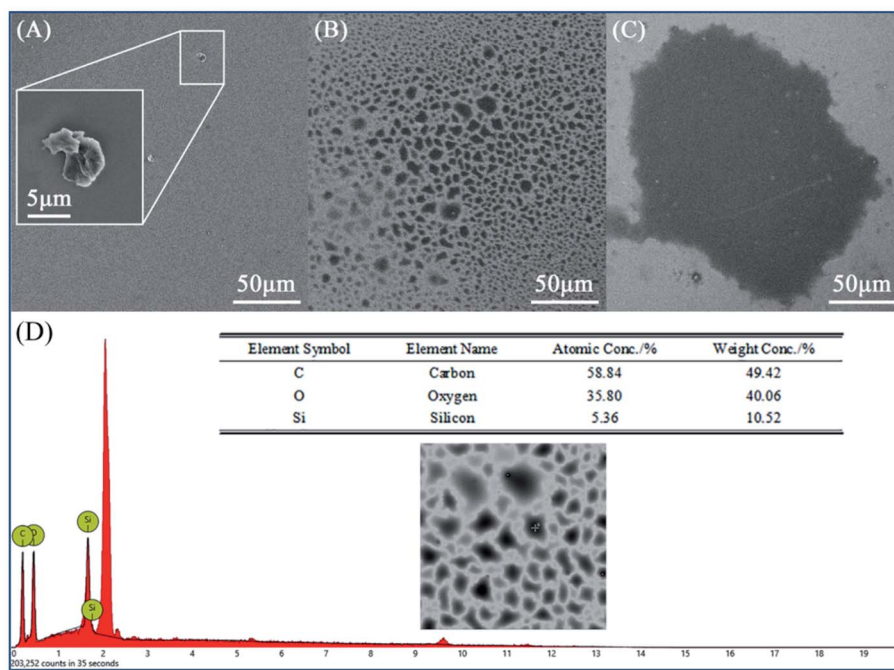 (A)
5μm
50μm
(B)
50μm
(C)
50μm
(D)
Element Symbol Element Name Atomic Conc./% Weight Conc./%
C Carbon 58.84 49.42
O Oxygen 35.80 40.06
Si Silicon 5.36 10.52
C O Si
Si
0 1 2 3 4 5 6 7 8 9 10 11 12 13 14 15 16 17 18 19
203,252 counts in 35 seconds